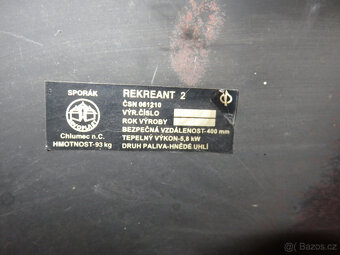 SPORÁK
Chlumec n.C.
HMOTNOST-93 kg
REKREANT 2
ČSN 061210
VÝR.ČÍSLO
ROK VÝROBY
BEZPEČNÁ VZDÁLENOST-400 mm
TEPELNÝ VÝKON-5,8 kW
DRUH PALIVA-HNĚDÉ UHLÍ
Bazoš.cz